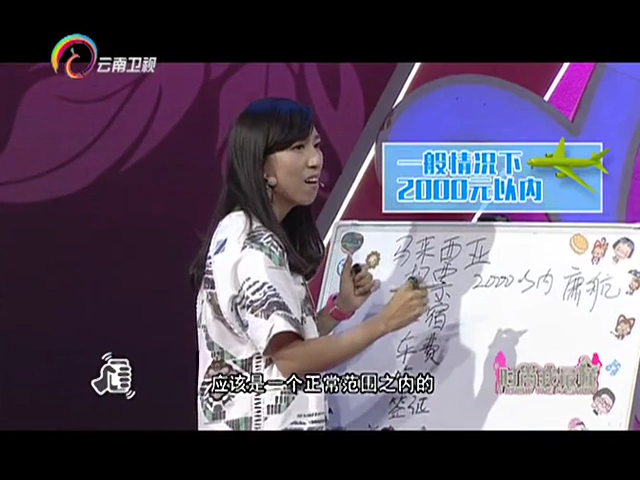 云南卫视
一般情况下
2000元以内
马来西亚
机票 2000以内 廉航
宿
车费
签证
应该是一个正常范围之内的